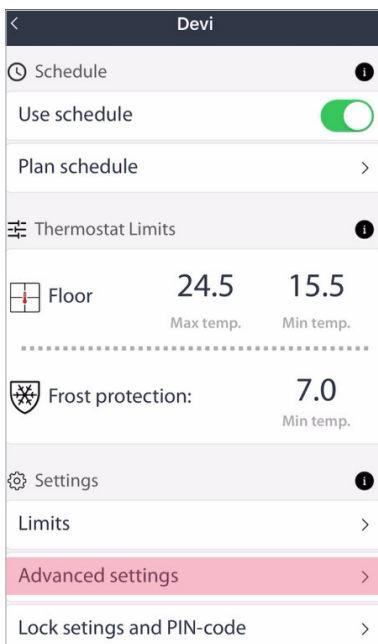 Devi
Schedule
Use schedule
Plan schedule
Thermostat Limits
Floor 24.5 15.5
Max temp. Min temp.
Frost protection: 7.0
Min temp.
Settings
Limits
Advanced settings
Lock setings and PIN-code